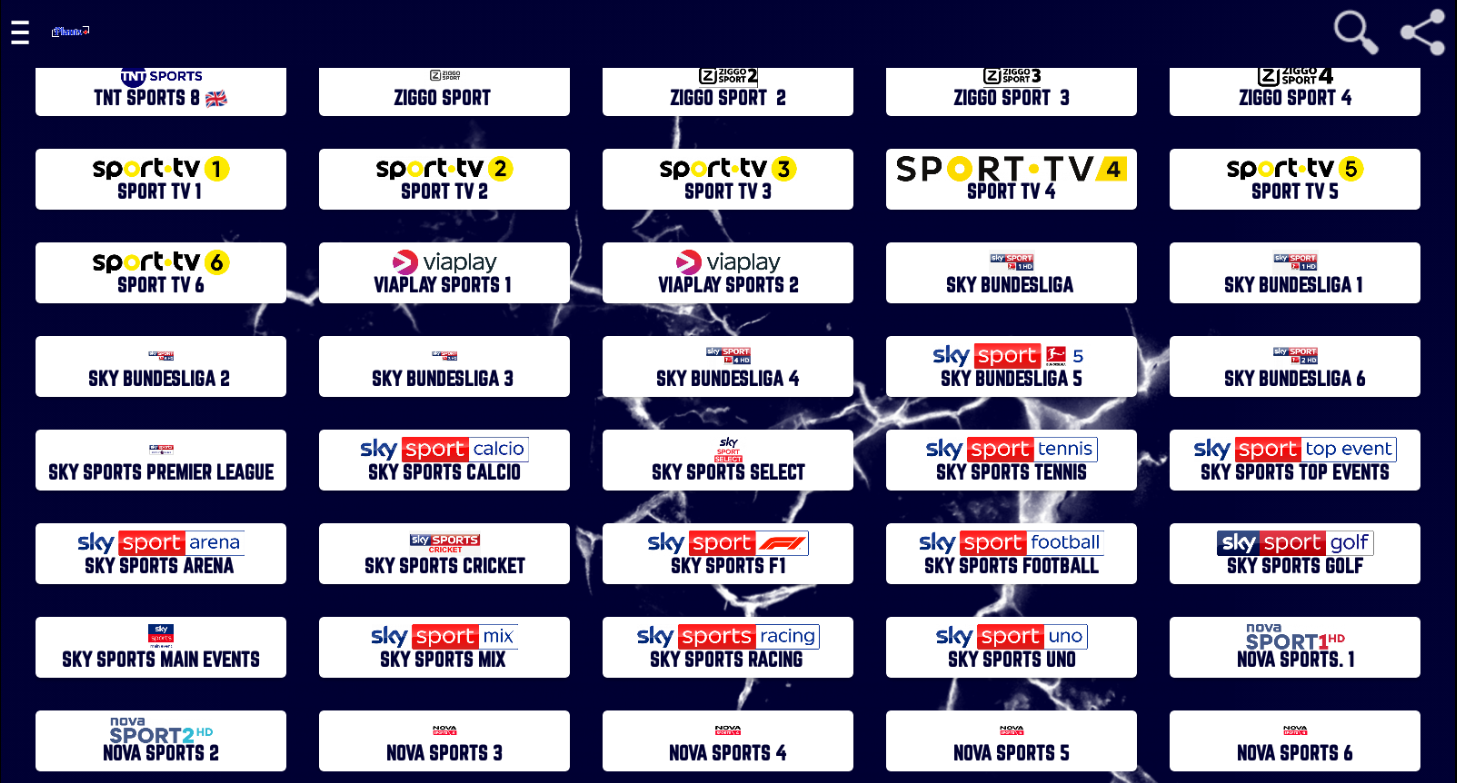 TNT SPORTS
TNT SPORTS 8
ZIGGO SPORT
ZIGGO SPORT
ZIGGO SPORT 2
ZIGGO SPORT 2
ZIGGO SPORT 3
ZIGGO SPORT 3
ZIGGO SPORT 4
ZIGGO SPORT 4
sport.tv 1
SPORT TV 1
sport.tv 2
SPORT TV 2
sport.tv 3
SPORT TV 3
SPORT.TV 4
SPORT TV 4
sport.tv 5
SPORT TV 5
sport.tv 6
SPORT TV 6
viaplay
VIAPLAY SPORTS 1
viaplay
VIAPLAY SPORTS 2
sky SPORT 1 HD
SKY BUNDESLIGA
sky SPORT 1 HD
SKY BUNDESLIGA 1
SKY BUNDESLIGA 2
SKY BUNDESLIGA 3
sky SPORT 4 HD
SKY BUNDESLIGA 4
sky sport 5
SKY BUNDESLIGA 5
sky SPORT 2 HD
SKY BUNDESLIGA 6
SKY SPORTS PREMIER LEAGUE
sky sport calcio
SKY SPORTS CALCIO
sky
SPORT
SELECT
SKY SPORTS SELECT
sky sport tennis
SKY SPORTS TENNIS
sky sport top event
SKY SPORTS TOP EVENTS
sky sport arena
SKY SPORTS ARENA
sky SPORTS
CRICKET
SKY SPORTS CRICKET
sky sport F1
SKY SPORTS F1
sky sport football
SKY SPORTS FOOTBALL
sky sport golf
SKY SPORTS GOLF
sky
sports
main event
SKY SPORTS MAIN EVENTS
sky sport mix
SKY SPORTS MIX
sky sports racing
SKY SPORTS RACING
sky sport uno
SKY SPORTS UNO
nova
SPORT1HD
NOVA SPORTS. 1
nova
SPORT2HD
NOVA SPORTS 2
NOVA
NOVA SPORTS 3
NOVA
NOVA SPORTS 4
NOVA
NOVA SPORTS 5
NOVA
NOVA SPORTS 6